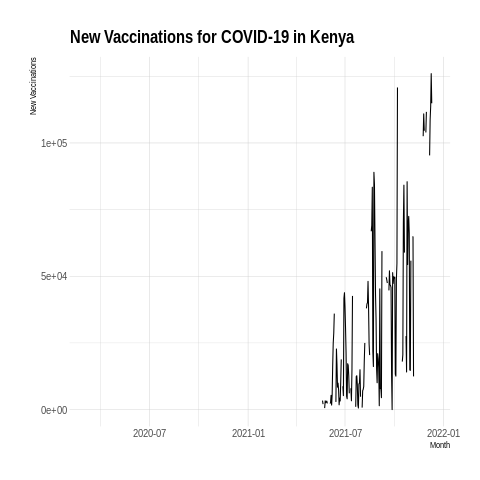 New Vaccinations for COVID-19 in Kenya
New Vaccinations
1e+05
5e+04
0e+00
2020-07 2021-01 2021-07 2022-01
Month